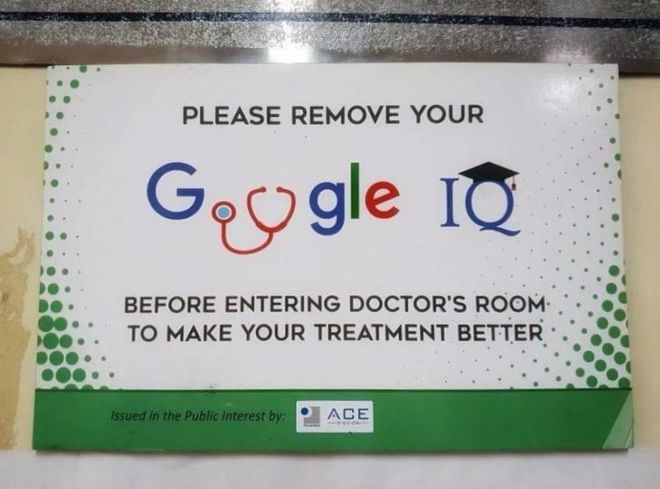 PLEASE REMOVE YOUR
Google IQ
BEFORE ENTERING DOCTOR'S ROOM
TO MAKE YOUR TREATMENT BETTER
Issued in the Public Interest by: ACE